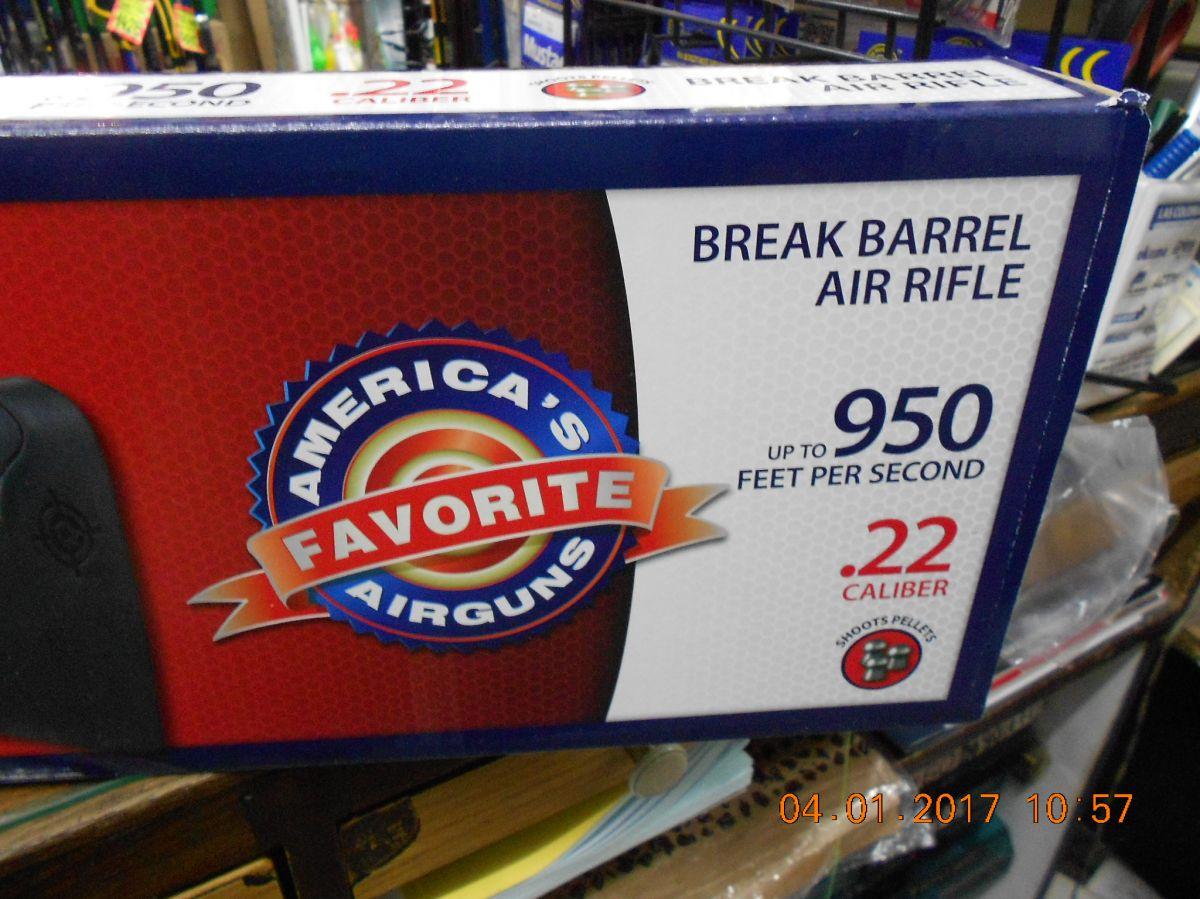 950
.22
CALIBER
SHOOTS PELLETS
BREAK BARREL
AIR RIFLE
BREAK BARREL
AIR RIFLE
UP TO 950
FEET PER SECOND
.22
CALIBER
SHOOTS PELLETS
AMERICA'S
FAVORITE
AIRGUNS
04.01.2017 10:57